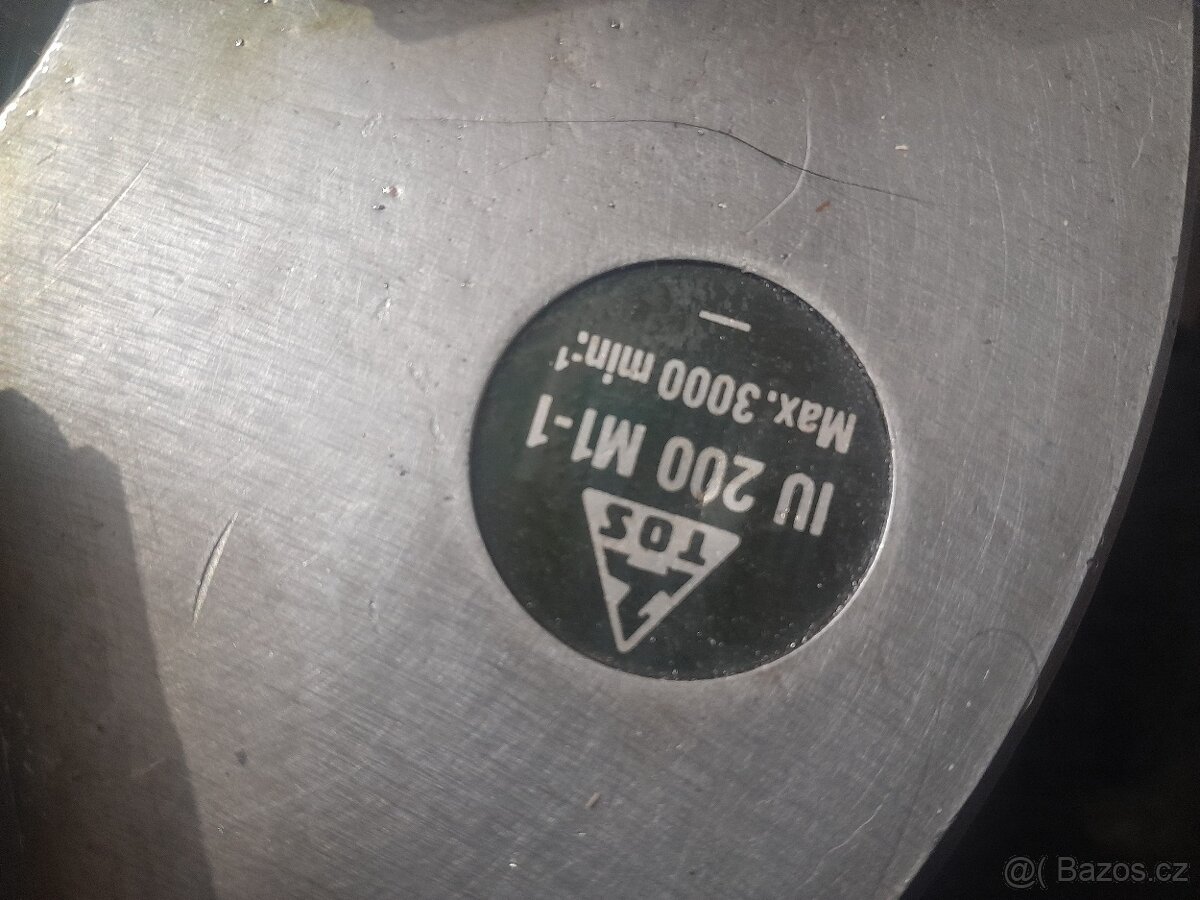 TOS
IU 200 M1-1
Max. 3000 min.⁻¹
@( Bazos.cz